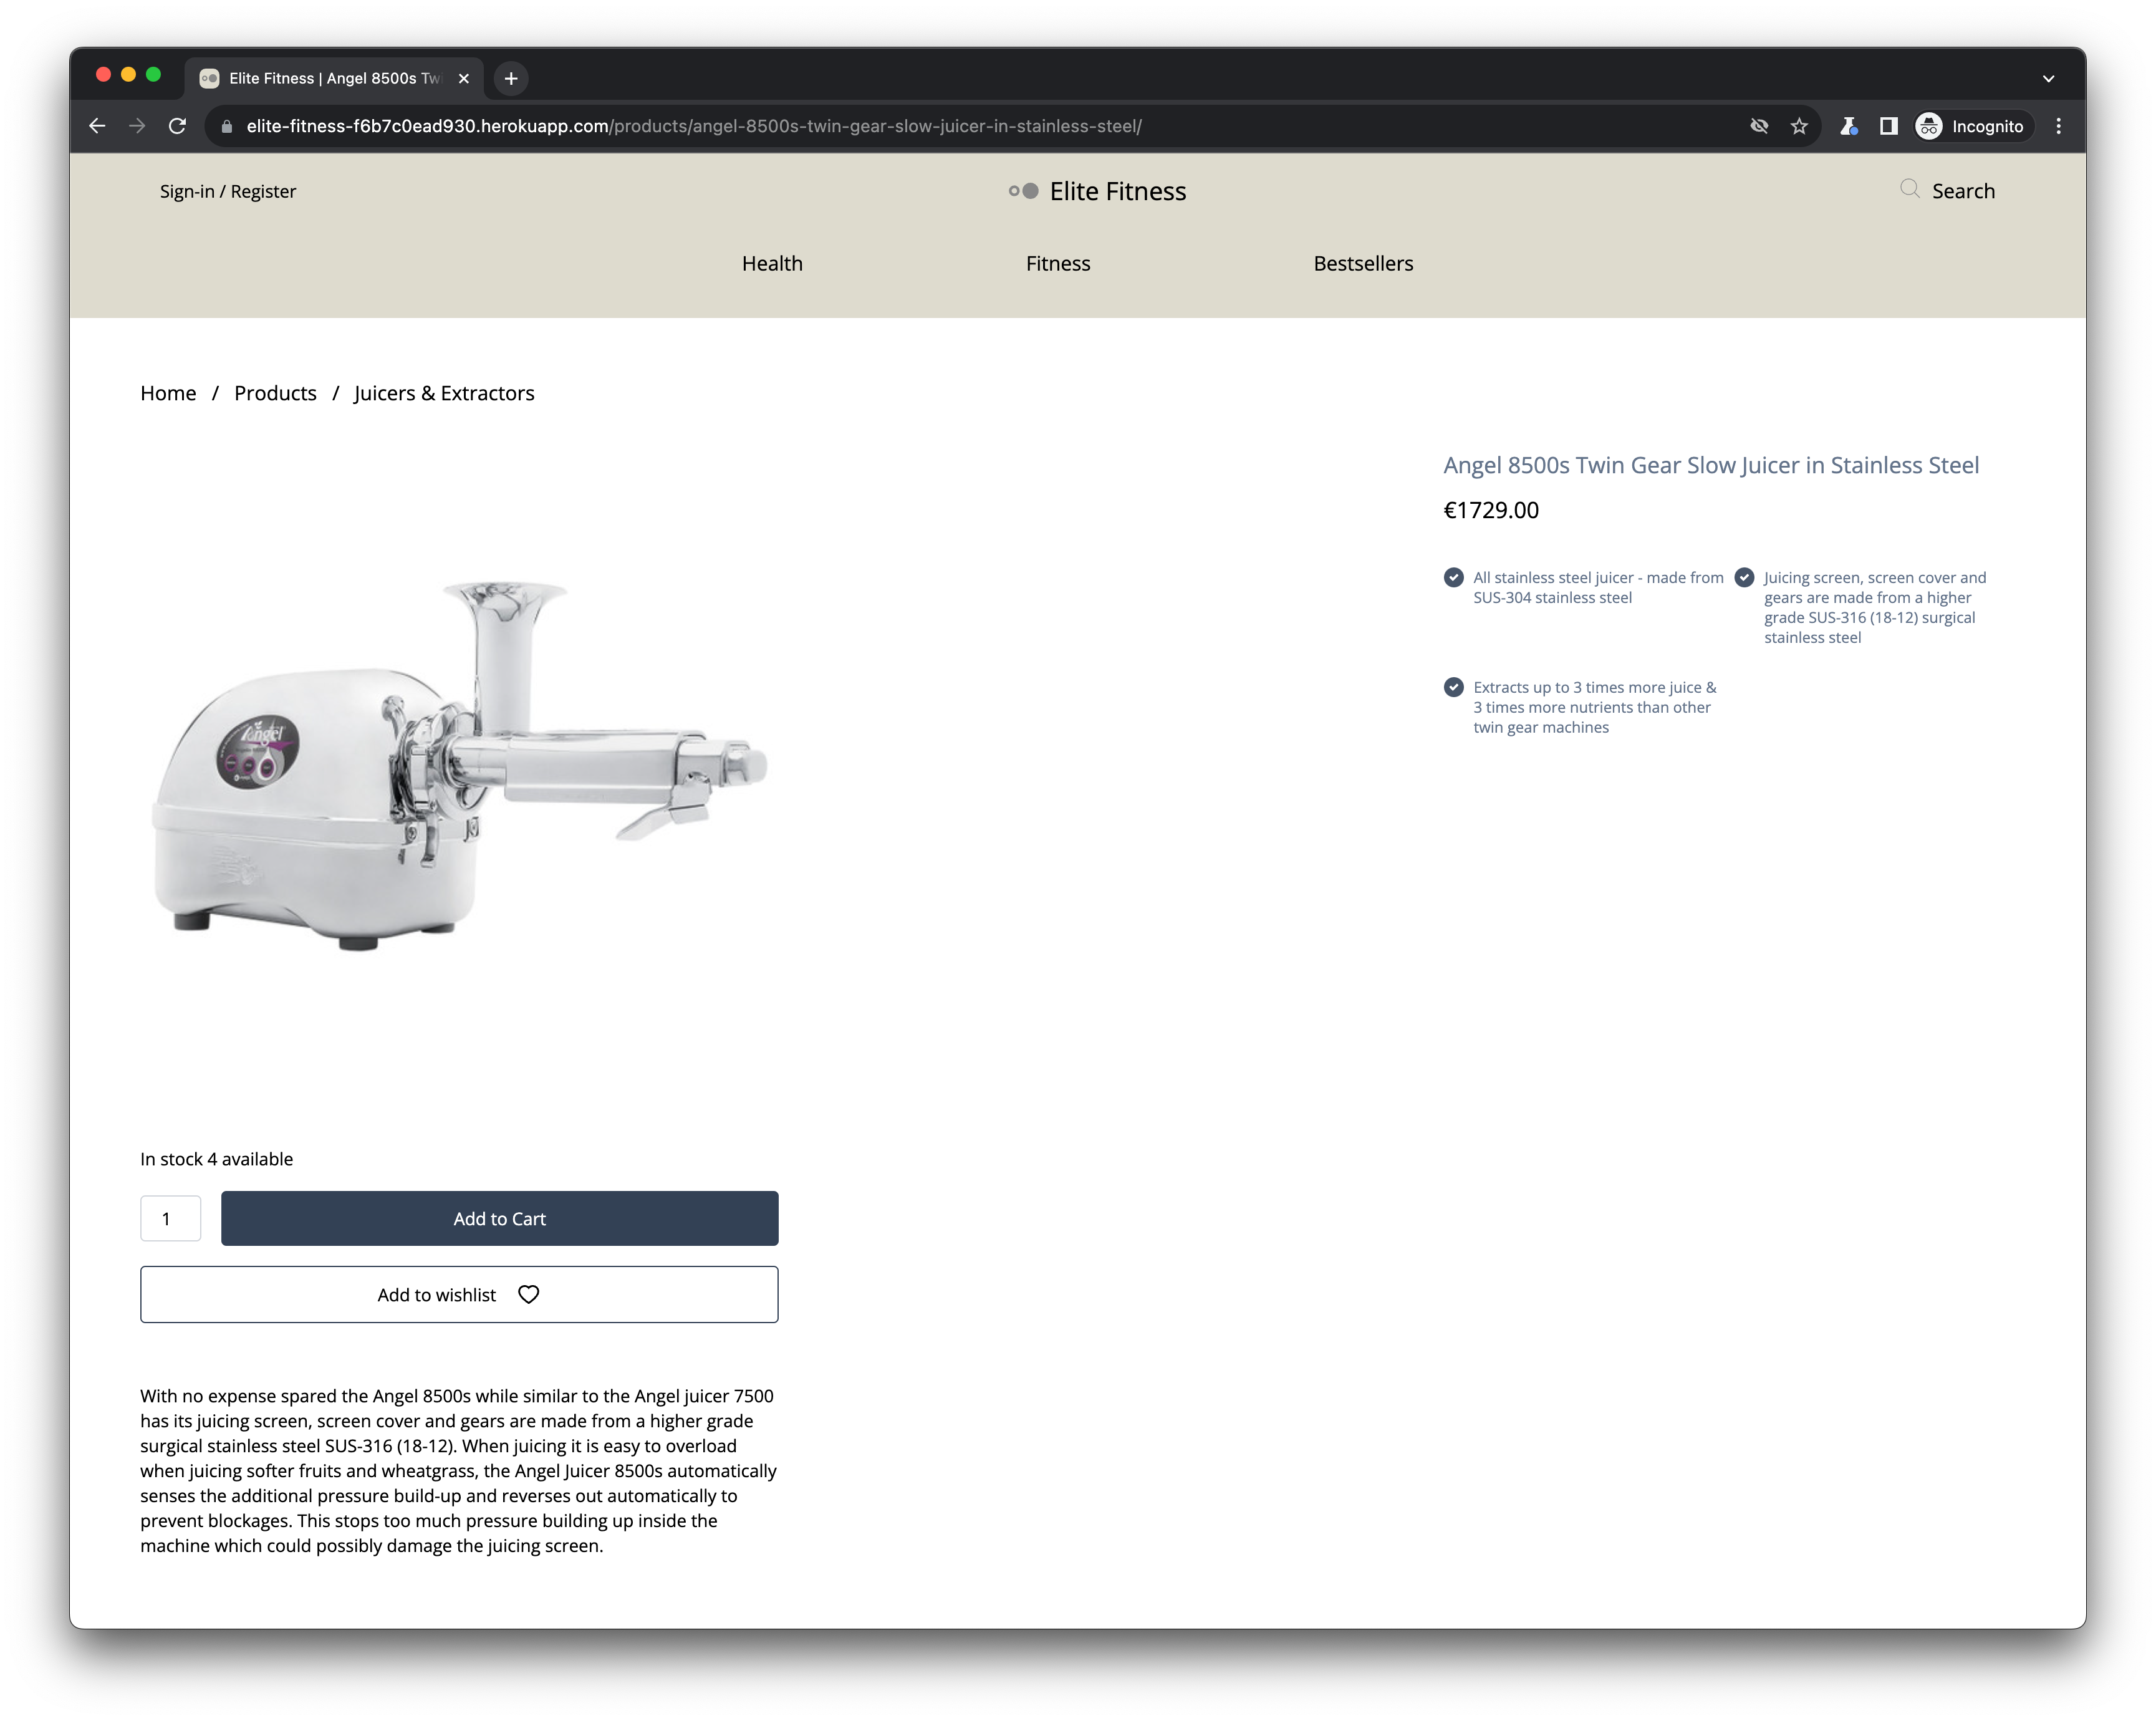 Elite Fitness | Angel 8500s Tw
elite-fitness-f6b7c0ead930.herokuapp.com/products/angel-8500s-twin-gear-slow-juicer-in-stainless-steel/
Incognito
Sign-in / Register
Elite Fitness
Search
Health
Fitness
Bestsellers
Home / Products / Juicers & Extractors
Angel 8500s Twin Gear Slow Juicer in Stainless Steel
€1729.00
All stainless steel juicer - made from
SUS-304 stainless steel
Juicing screen, screen cover and
gears are made from a higher
grade SUS-316 (18-12) surgical
stainless steel
Extracts up to 3 times more juice &
3 times more nutrients than other
twin gear machines
Angel
In stock 4 available
1
Add to Cart
Add to wishlist
With no expense spared the Angel 8500s while similar to the Angel juicer 7500
has its juicing screen, screen cover and gears are made from a higher grade
surgical stainless steel SUS-316 (18-12). When juicing it is easy to overload
when juicing softer fruits and wheatgrass, the Angel Juicer 8500s automatically
senses the additional pressure build-up and reverses out automatically to
prevent blockages. This stops too much pressure building up inside the
machine which could possibly damage the juicing screen.